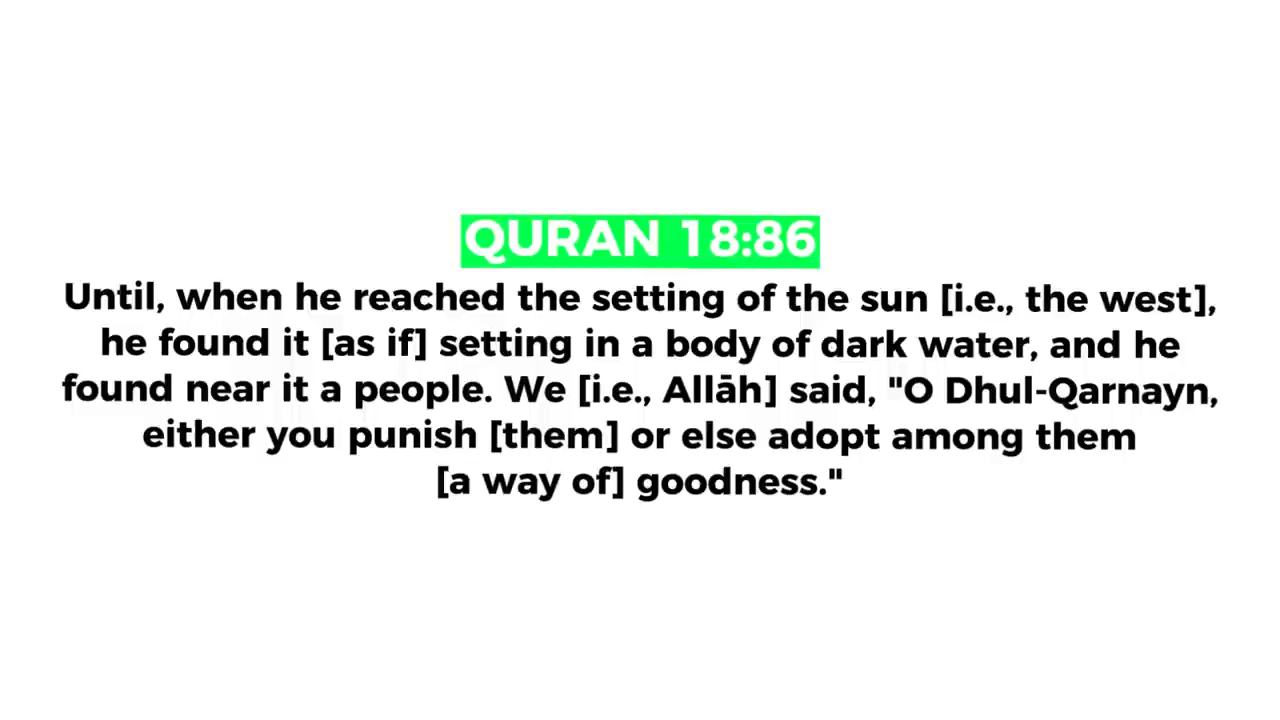 QURAN 18:86
Until, when he reached the setting of the sun [i.e., the west],
he found it [as if] setting in a body of dark water, and he
found near it a people. We [i.e., Allāh] said, "O Dhul-Qarnayn,
either you punish [them] or else adopt among them
[a way of] goodness."